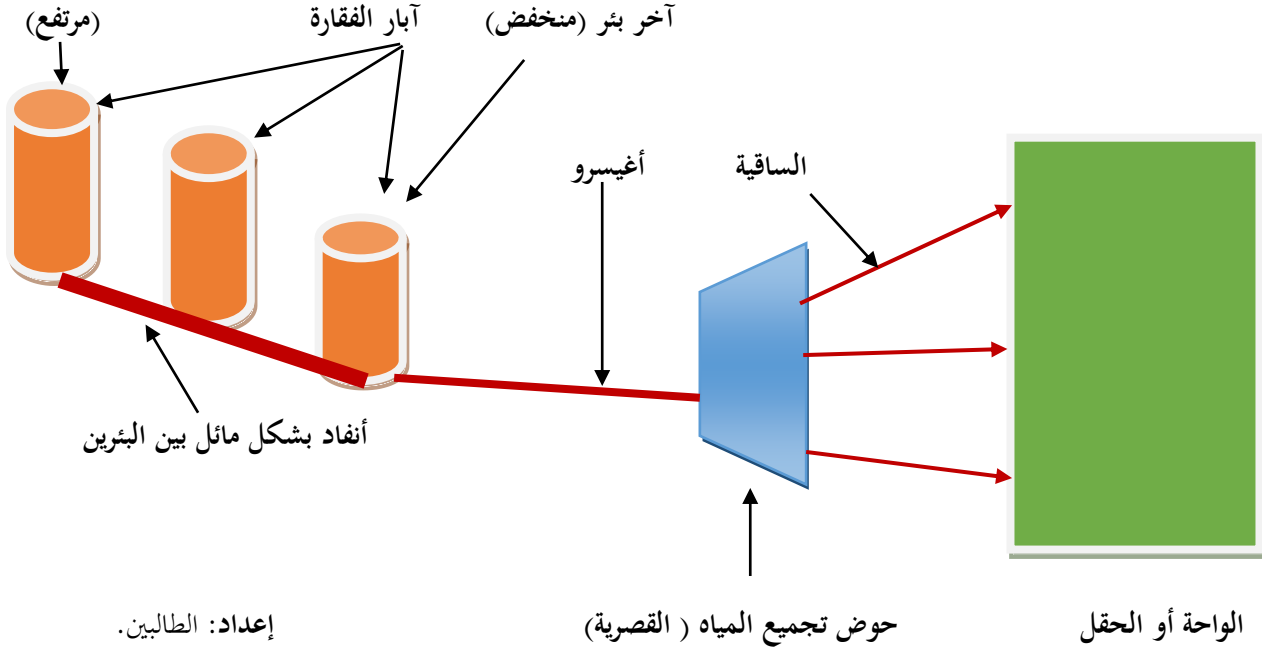 آخر بئر (منخفض)
آبار الفقارة
(مرتفع)
الساقية
أغيسرو
أنفاد بشكل مائل بين البئرين
الواحة أو الحقل
حوض تجميع المياه ( القصرية)
إعداد: الطالبين.